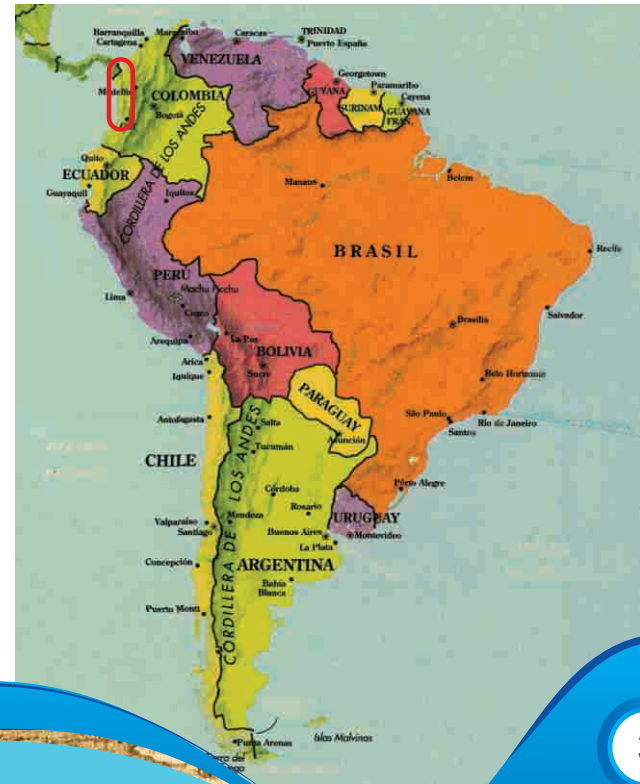 Barranquilla
Cartagena
Maracaibo
Caracas
TRINIDAD
Puerto España
VENEZUELA
Georgetown
Paramaribo
Cayena
GUYANA
SURINAM
GUAYANA
FRAN.
Medellín
COLOMBIA
Bogotá
CORDILLERA DE LOS ANDES
Quito
ECUADOR
Guayaquil
Iquitos
Manaus
Belem
BRASIL
Recife
PERÚ
Machu Picchu
Lima
Cuzco
Salvador
Arequipa
La Paz
Brasilia
BOLIVIA
Arica
Iquique
Sucre
Belo Horizonte
PARAGUAY
Antofagasta
Salta
São Paulo
Rio de Janeiro
Santos
Asunción
Tucumán
CHILE
CORDILLERA DE LOS ANDES
Córdoba
Porto Alegre
Rosario
Valparaíso
Mendoza
URUGUAY
Santiago
Buenos Aires
Montevideo
La Plata
Concepción
ARGENTINA
Bahía
Blanca
Puerto Montt
Punta Arenas
Islas Malvinas